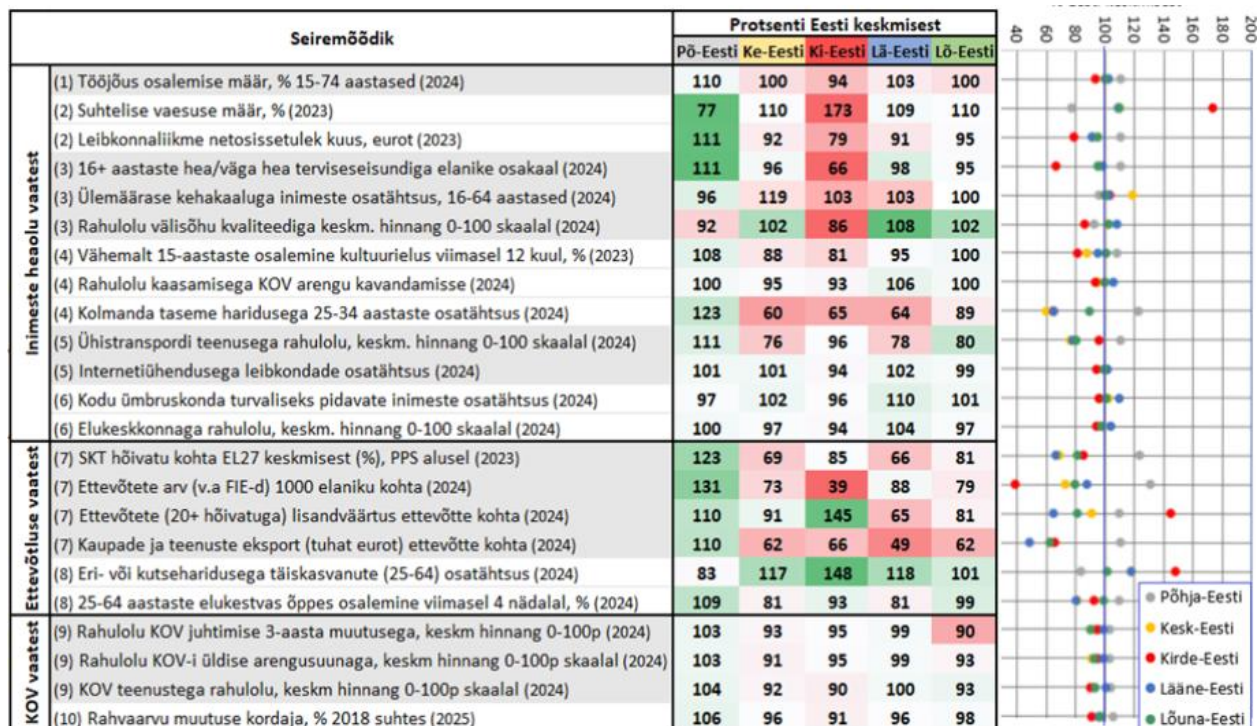 Seiremõõdik
Protsenti Eesti keskmisest
Põ-Eesti Ke-Eesti Ki-Eesti Lä-Eesti Lõ-Eesti
40 60 80 100 120 140 160 180 200
Inimeste heaolu vaatest
(1) Tööjõus osalemise määr, % 15-74 aastased (2024) 110 100 94 103 100
(2) Suhtelise vaesuse määr, % (2023) 77 110 173 109 110
(2) Leibkonnaliikme netosissetulek kuus, eurot (2023) 111 92 79 91 95
(3) 16+ aastaste hea/väga hea terviseseisundiga elanike osakaal (2024) 111 96 66 98 95
(3) Ülemäärase kehakaaluga inimeste osatähtsus, 16-64 aastased (2024) 96 119 103 103 100
(3) Rahulolu välisõhu kvaliteediga keskm. hinnang 0-100 skaalal (2024) 92 102 86 108 102
(4) Vähemalt 15-aastaste osalemine kultuurielus viimasel 12 kuul, % (2023) 108 88 81 95 100
(4) Rahulolu kaasamisega KOV arengu kavandamisse (2024) 100 95 93 106 100
(4) Kolmanda taseme haridusega 25-34 aastaste osatähtsus (2024) 123 60 65 64 89
(5) Ühistranspordi teenusega rahulolu, keskm. hinnang 0-100 skaalal (2024) 111 76 96 78 80
(5) Internetiühendusega leibkondade osatähtsus (2024) 101 101 94 102 99
(6) Kodu ümbruskonda turvaliseks pidavate inimeste osatähtsus (2024) 97 102 96 110 101
(6) Elukeskkonnaga rahulolu, keskm. hinnang 0-100 skaalal (2024) 100 97 94 104 97
Ettevõtluse vaatest
(7) SKT hõivatu kohta EL27 keskmisest (%), PPS alusel (2023) 123 69 85 66 81
(7) Ettevõtete arv (v.a FIE-d) 1000 elaniku kohta (2024) 131 73 39 88 79
(7) Ettevõtete (20+ hõivatuga) lisandväärtus ettevõtte kohta (2024) 110 91 145 65 81
(7) Kaupade ja teenuste eksport (tuhat eurot) ettevõtte kohta (2024) 110 62 66 49 62
(8) Eri- või kutseharidusega täiskasvanute (25-64) osatähtsus (2024) 83 117 148 118 101
(8) 25-64 aastaste elukestvas õppes osalemine viimasel 4 nädalal, % (2024) 109 81 93 81 99
KOV vaatest
(9) Rahulolu KOV juhtimise 3-aasta muutusega, keskm hinnang 0-100p (2024) 103 93 95 99 90
(9) Rahulolu KOV-i üldise arengusuunaga, keskm hinnang 0-100p skaalal (2024) 103 91 95 99 93
(9) KOV teenustega rahulolu, keskm hinnang 0-100p skaalal (2024) 104 92 90 100 93
(10) Rahvaarvu muutuse kordaja, % 2018 suhtes (2025) 106 96 91 96 98
Põhja-Eesti
Kesk-Eesti
Kirde-Eesti
Lääne-Eesti
Lõuna-Eesti